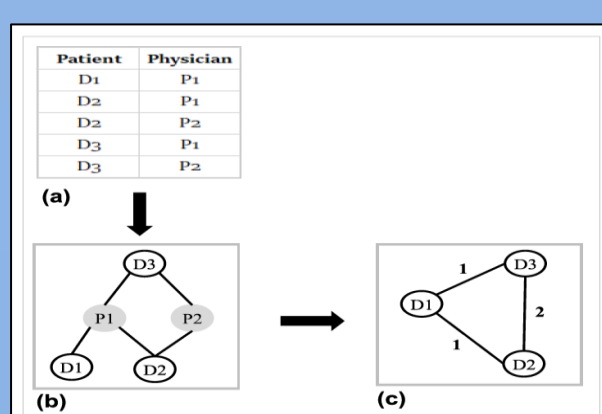 Patient Physician
D1 P1
D2 P1
D2 P2
D3 P1
D3 P2
(a)
D3
P1 P2
D1 D2
(b)
1 D3
D1 2
1 D2
(c)